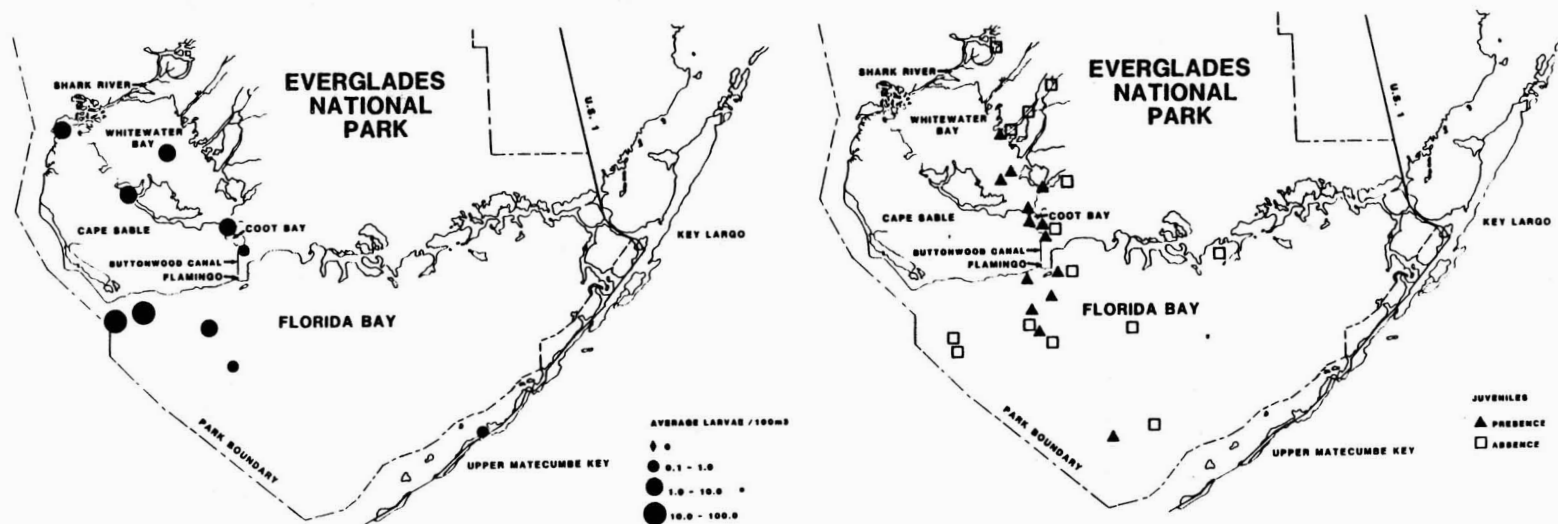 EVERGLADES
NATIONAL
PARK
SHARK RIVER
WHITEWATER
BAY
U.S. 1
CAPE SABLE
COOT BAY
KEY LARGO
BUTTONWOOD CANAL
FLAMINGO
FLORIDA BAY
PARK BOUNDARY
UPPER MATECUMBE KEY
AVERAGE LARVAE /100m3
0
0.1 - 1.0
1.0 - 10.0
10.0 - 100.0
EVERGLADES
NATIONAL
PARK
SHARK RIVER
WHITEWATER
BAY
U.S. 1
CAPE SABLE
COOT BAY
KEY LARGO
BUTTONWOOD CANAL
FLAMINGO
FLORIDA BAY
PARK BOUNDARY
UPPER MATECUMBE KEY
JUVENILES
PRESENCE
ABSENCE